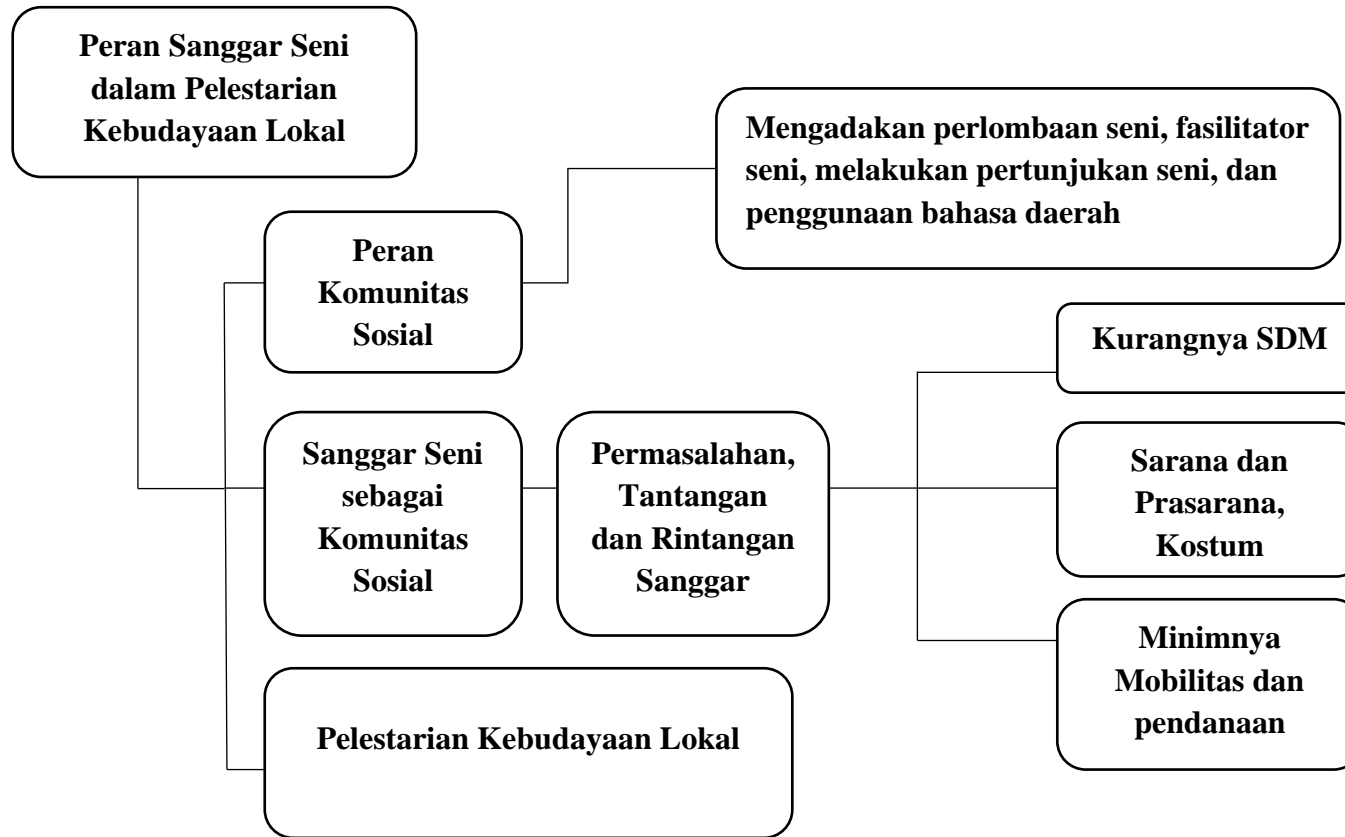 Peran Sanggar Seni
dalam Pelestarian
Kebudayaan Lokal
Mengadakan perlombaan seni, fasilitator
seni, melakukan pertunjukan seni, dan
penggunaan bahasa daerah
Peran
Komunitas
Sosial
Kurangnya SDM
Sanggar Seni
sebagai
Komunitas
Sosial
Permasalahan,
Tantangan
dan Rintangan
Sanggar
Sarana dan
Prasarana,
Kostum
Minimnya
Mobilitas dan
pendanaan
Pelestarian Kebudayaan Lokal